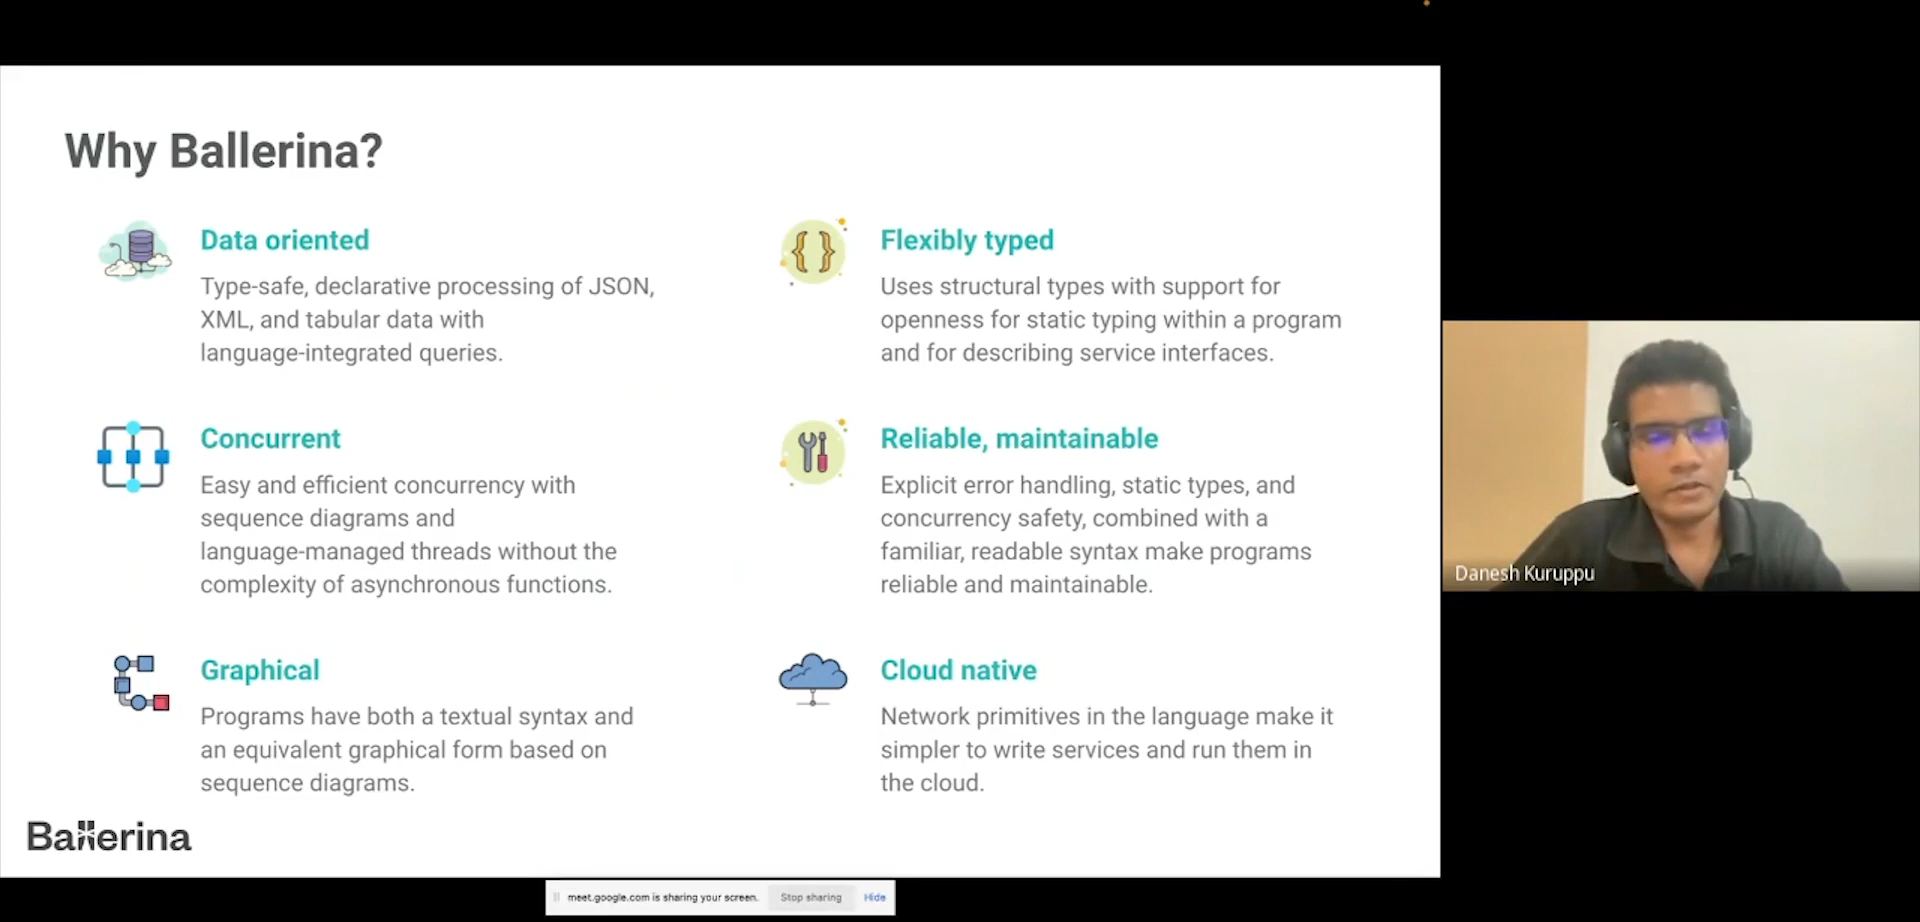 Why Ballerina?
Data oriented
Type-safe, declarative processing of JSON,
XML, and tabular data with
language-integrated queries.
Flexibly typed
Uses structural types with support for
openness for static typing within a program
and for describing service interfaces.
Concurrent
Easy and efficient concurrency with
sequence diagrams and
language-managed threads without the
complexity of asynchronous functions.
Reliable, maintainable
Explicit error handling, static types, and
concurrency safety, combined with a
familiar, readable syntax make programs
reliable and maintainable.
Graphical
Programs have both a textual syntax and
an equivalent graphical form based on
sequence diagrams.
Cloud native
Network primitives in the language make it
simpler to write services and run them in
the cloud.
Ballerina
Danesh Kuruppu
meet.google.com is sharing your screen. Stop sharing Hide